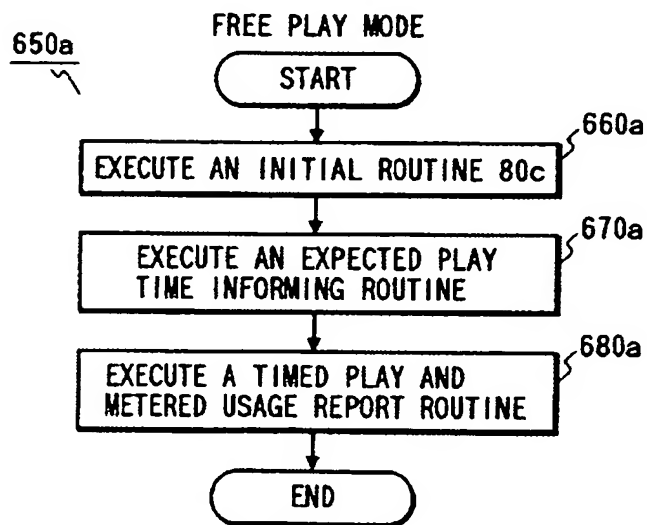 FREE PLAY MODE
650a
START
660a
EXECUTE AN INITIAL ROUTINE 80c
670a
EXECUTE AN EXPECTED PLAY
TIME INFORMING ROUTINE
680a
EXECUTE A TIMED PLAY AND
METERED USAGE REPORT ROUTINE
END